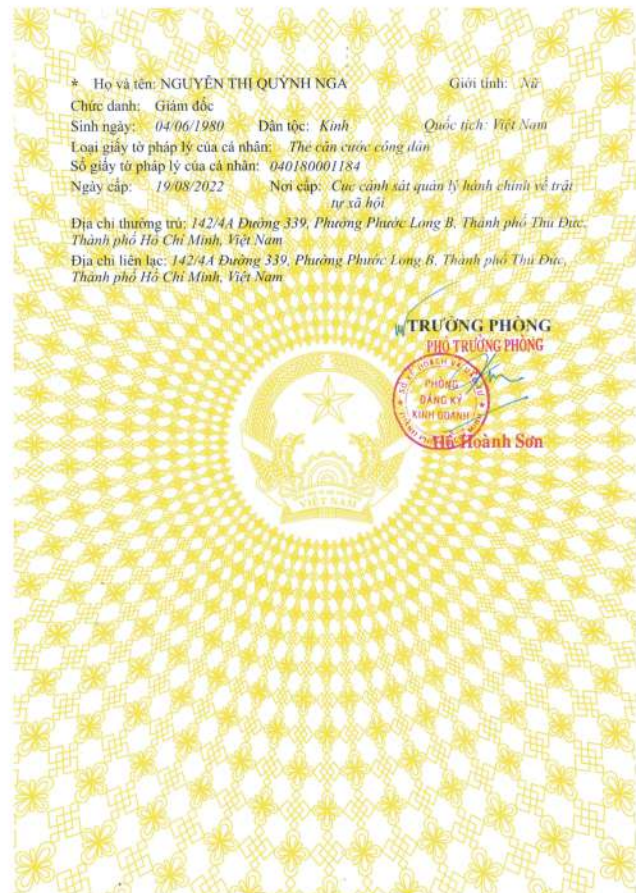 * Họ và tên: NGUYỄN THỊ QUỲNH NGA Giới tính: Nữ
Chức danh: Giám đốc
Sinh ngày: 04/06/1980 Dân tộc: Kinh Quốc tịch: Việt Nam
Loại giấy tờ pháp lý của cá nhân: Thẻ căn cước công dân
Số giấy tờ pháp lý của cá nhân: 040180001184
Ngày cấp: 19/08/2022 Nơi cấp: Cục cảnh sát quản lý hành chính về trật
tự xã hội
Địa chỉ thường trú: 142/4A Đường 339, Phường Phước Long B, Thành phố Thủ Đức,
Thành phố Hồ Chí Minh, Việt Nam
Địa chỉ liên lạc: 142/4A Đường 339, Phường Phước Long B, Thành phố Thủ Đức,
Thành phố Hồ Chí Minh, Việt Nam
TRƯỞNG PHÒNG
PHÓ TRƯỞNG PHÒNG
PHÒNG
ĐĂNG KÝ
KINH DOANH
Hồ Hoành Sơn
VIỆT NAM